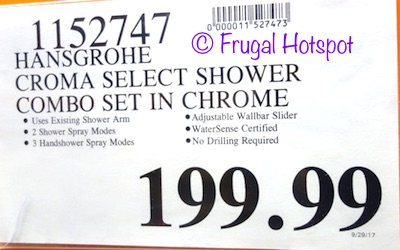 1152747
0000011527473
© Frugal Hotspot
HANSGROHE
CROMA SELECT SHOWER
COMBO SET IN CHROME
• Uses Existing Shower Arm
• 2 Shower Spray Modes
• 3 Handshower Spray Modes
• Adjustable Wallbar Slider
• WaterSense Certified
• No Drilling Required
199.99
9/28/17